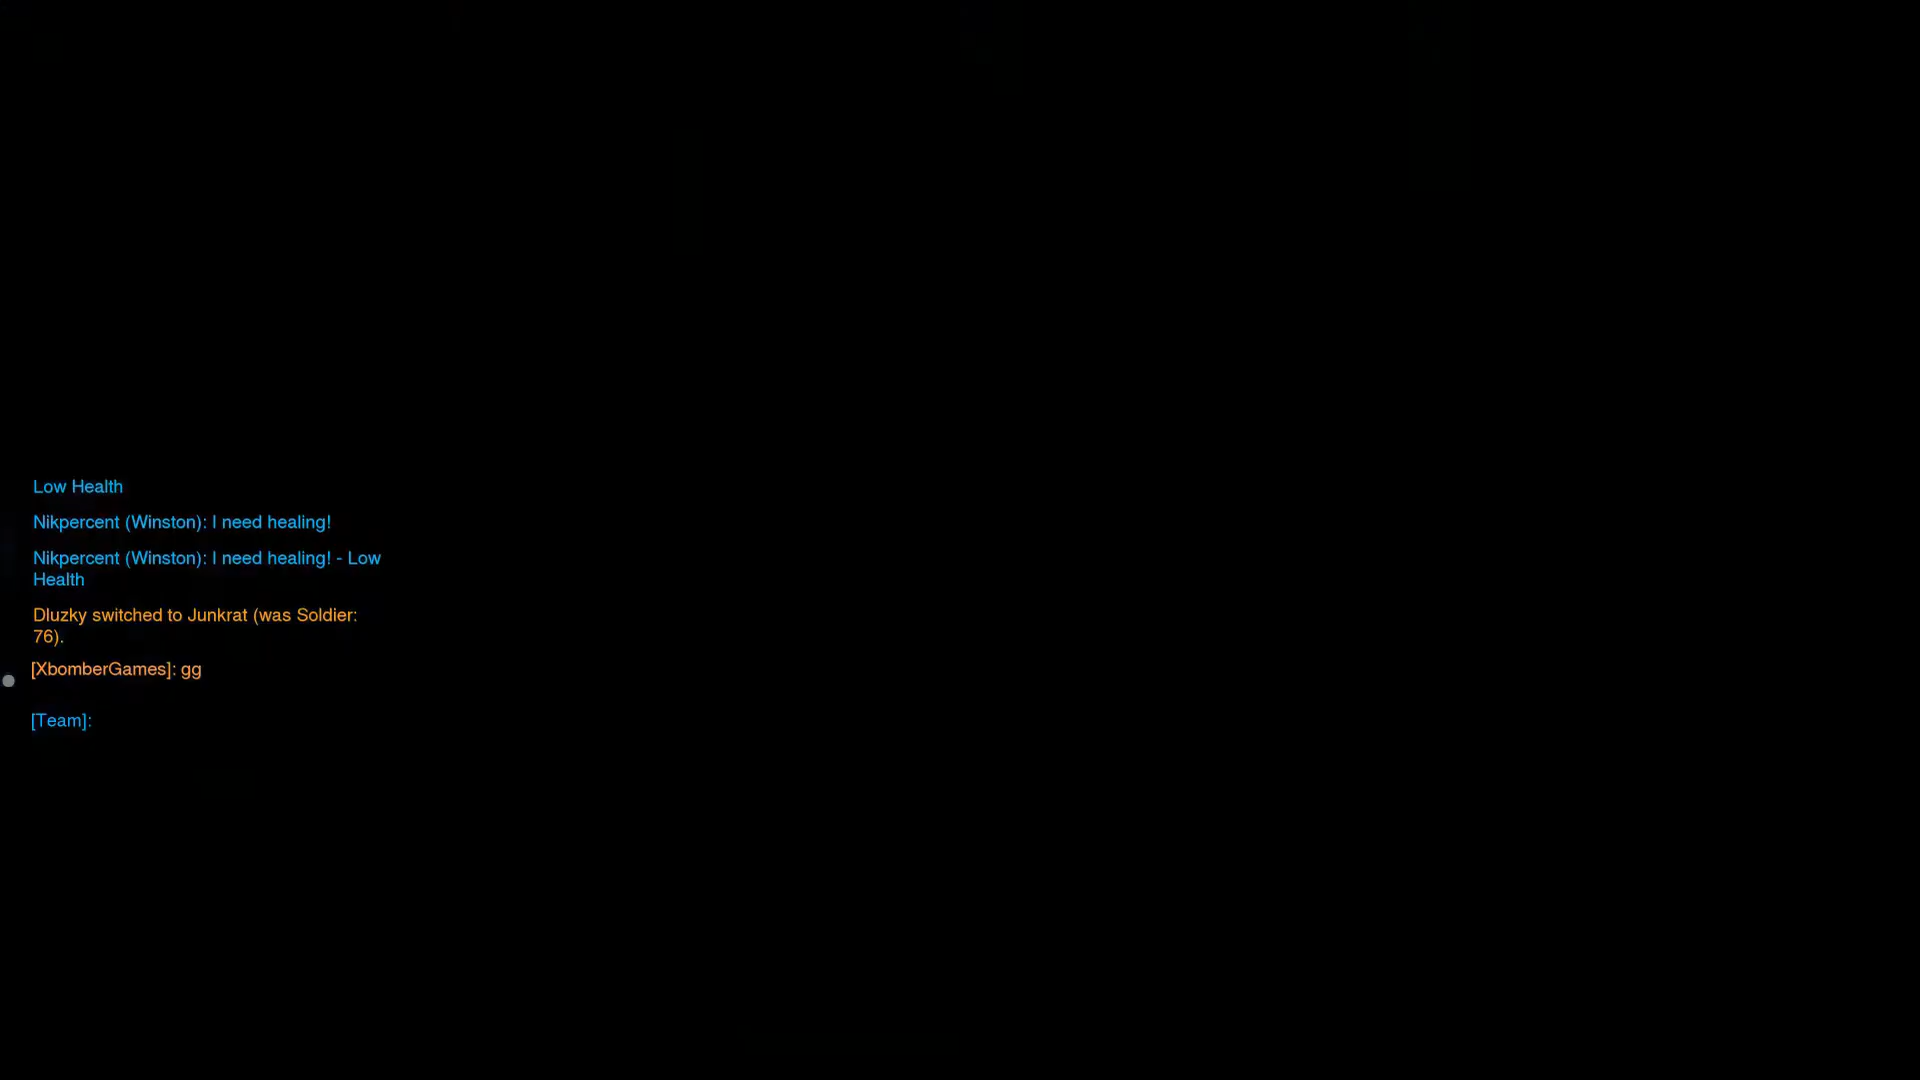 Low Health
Nikpercent (Winston): I need healing!
Nikpercent (Winston): I need healing! - Low
Health
Dluzky switched to Junkrat (was Soldier:
76).
[XbomberGames]: gg
[Team]: